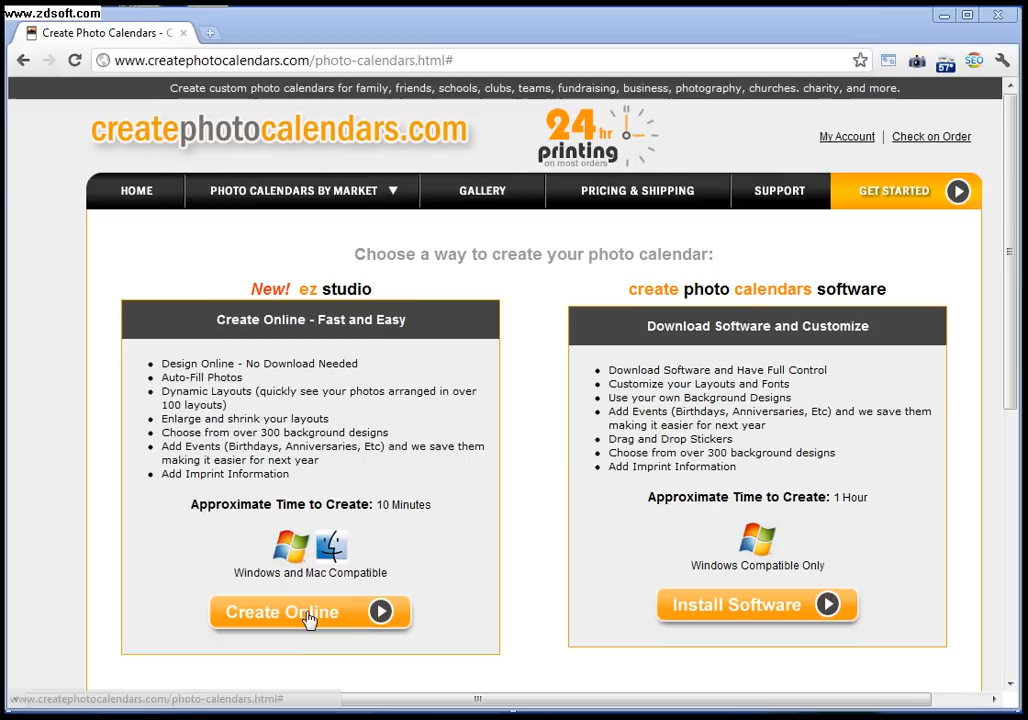 www.zdsoft.com
Create Photo Calendars - C
www.createphotocalendars.com/photo-calendars.html#
57°
SEO
Create custom photo calendars for family, friends, schools, clubs, teams, fundraising, business, photography, churches. charity, and more.
createphotocalendars.com
24 hr
printing
on most orders
My Account
Check on Order
HOME
PHOTO CALENDARS BY MARKET
GALLERY
PRICING & SHIPPING
SUPPORT
GET STARTED
Choose a way to create your photo calendar:
New! ez studio
Create Online - Fast and Easy
Design Online - No Download Needed
Auto-Fill Photos
Dynamic Layouts (quickly see your photos arranged in over
100 layouts)
Enlarge and shrink your layouts
Choose from over 300 background designs
Add Events (Birthdays, Anniversaries, Etc) and we save them
making it easier for next year
Add Imprint Information
Approximate Time to Create: 10 Minutes
Windows and Mac Compatible
Create Online
create photo calendars software
Download Software and Customize
Download Software and Have Full Control
Customize your Layouts and Fonts
Use your own Background Designs
Add Events (Birthdays, Anniversaries, Etc) and we save them
making it easier for next year
Drag and Drop Stickers
Choose from over 300 background designs
Add Imprint Information
Approximate Time to Create: 1 Hour
Windows Compatible Only
Install Software
www.createphotocalendars.com/photo-calendars.html#